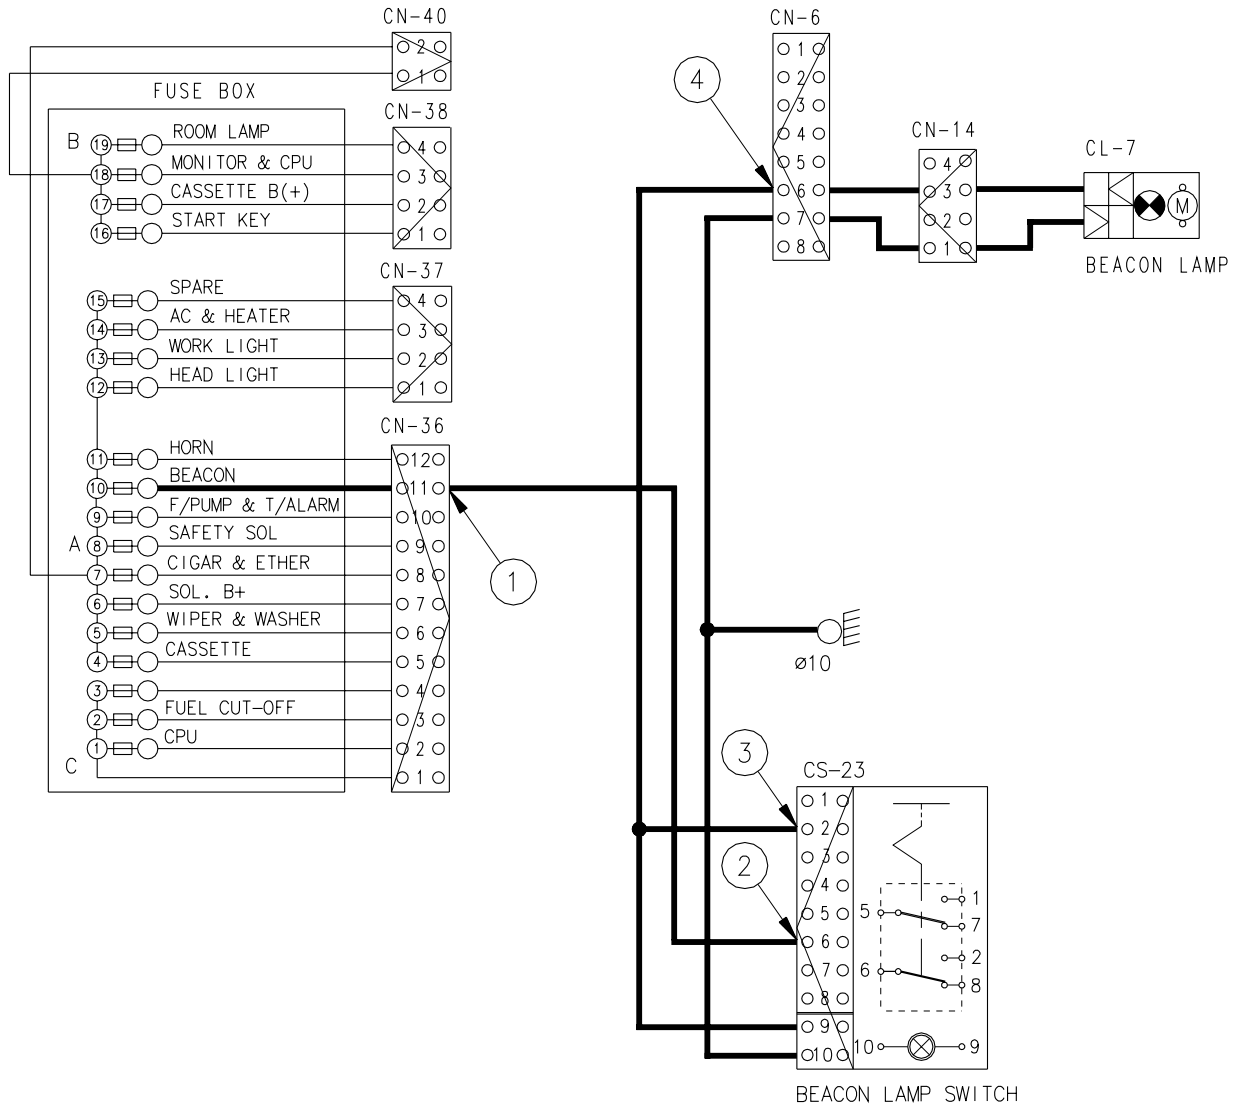 CN-40
2
1
FUSE BOX
CN-38
B
19 ROOM LAMP 4
18 MONITOR & CPU 3
17 CASSETTE B(+) 2
16 START KEY 1
CN-37
15 SPARE 4
14 AC & HEATER 3
13 WORK LIGHT 2
12 HEAD LIGHT 1
CN-36
11 HORN 12
10 BEACON 11
9 F/PUMP & T/ALARM 10
A 8 SAFETY SOL 9
7 CIGAR & ETHER 8
6 SOL. B+ 7
5 WIPER & WASHER 6
4 CASSETTE 5
3 4
2 FUEL CUT-OFF 3
1 CPU 2
C 1
1
CN-6
1
2
3
4
5
6
7
8
4
CN-14
4
3
2
1
CL-7
M
BEACON LAMP
ø10
3
2
CS-23
1
2
3
4
5
6
7
8
9
10
1
5
7
2
6
8
10 9
BEACON LAMP SWITCH